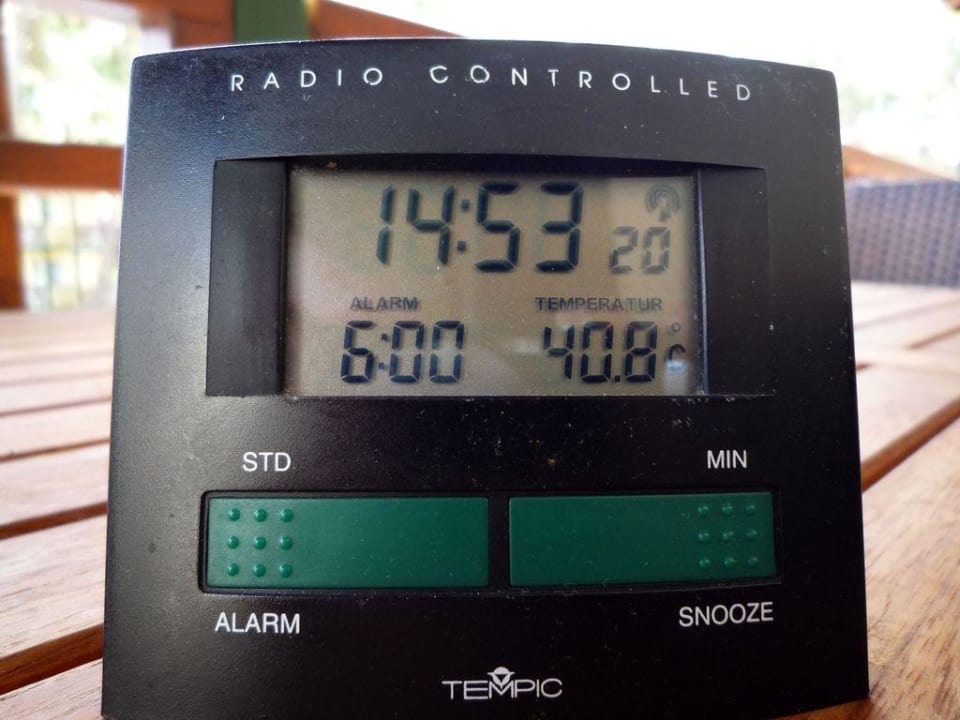 RADIO CONTROLLED
14:53 20
ALARM TEMPERATUR
6:00 40.8°C
STD MIN
ALARM SNOOZE
TEMPIC